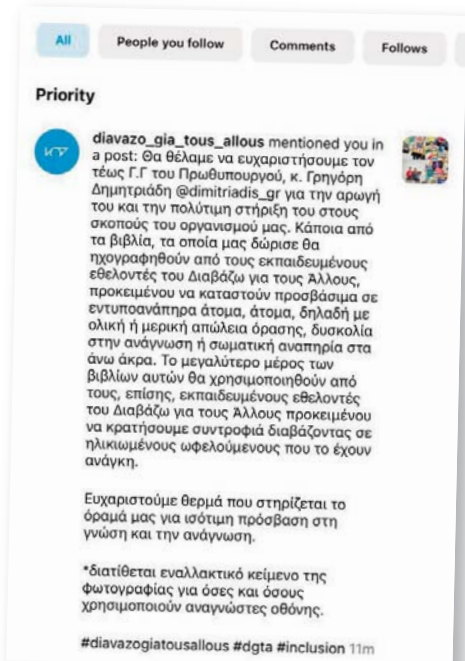 All People you follow Comments Follows
Priority
diavazo_gia_tous_allous mentioned you in
a post: Θα θέλαμε να ευχαριστήσουμε τον
τέως Γ.Γ του Πρωθυπουργού, κ. Γρηγόρη
Δημητριάδη @dimitriadis_gr για την αρωγή
του και την πολύτιμη στήριξη του στους
σκοπούς του οργανισμού μας. Κάποια από
τα βιβλία, τα οποία μας δώρισε θα
ηχογραφηθούν από τους εκπαιδευμένους
εθελοντές του Διαβάζω για τους Άλλους,
προκειμένου να καταστούν προσβάσιμα σε
εντυποανάπηρα άτομα, άτομα, δηλαδή με
ολική ή μερική απώλεια όρασης, δυσκολία
στην ανάγνωση ή σωματική αναπηρία στα
άνω άκρα. Το μεγαλύτερο μέρος των
βιβλίων αυτών θα χρησιμοποιηθούν από
τους, επίσης, εκπαιδευμένους εθελοντές
του Διαβάζω για τους Άλλους προκειμένου
να κρατήσουμε συντροφιά διαβάζοντας σε
ηλικιωμένους ωφελούμενους που το έχουν
ανάγκη.
Ευχαριστούμε θερμά που στηρίζεται το
όραμά μας για ισότιμη πρόσβαση στη
γνώση και την ανάγνωση.
*διατίθεται εναλλακτικό κείμενο της
φωτογραφίας για όσες και όσους
χρησιμοποιούν αναγνώστες οθόνης.
#diavazogiatousallous #dgta #inclusion 11m